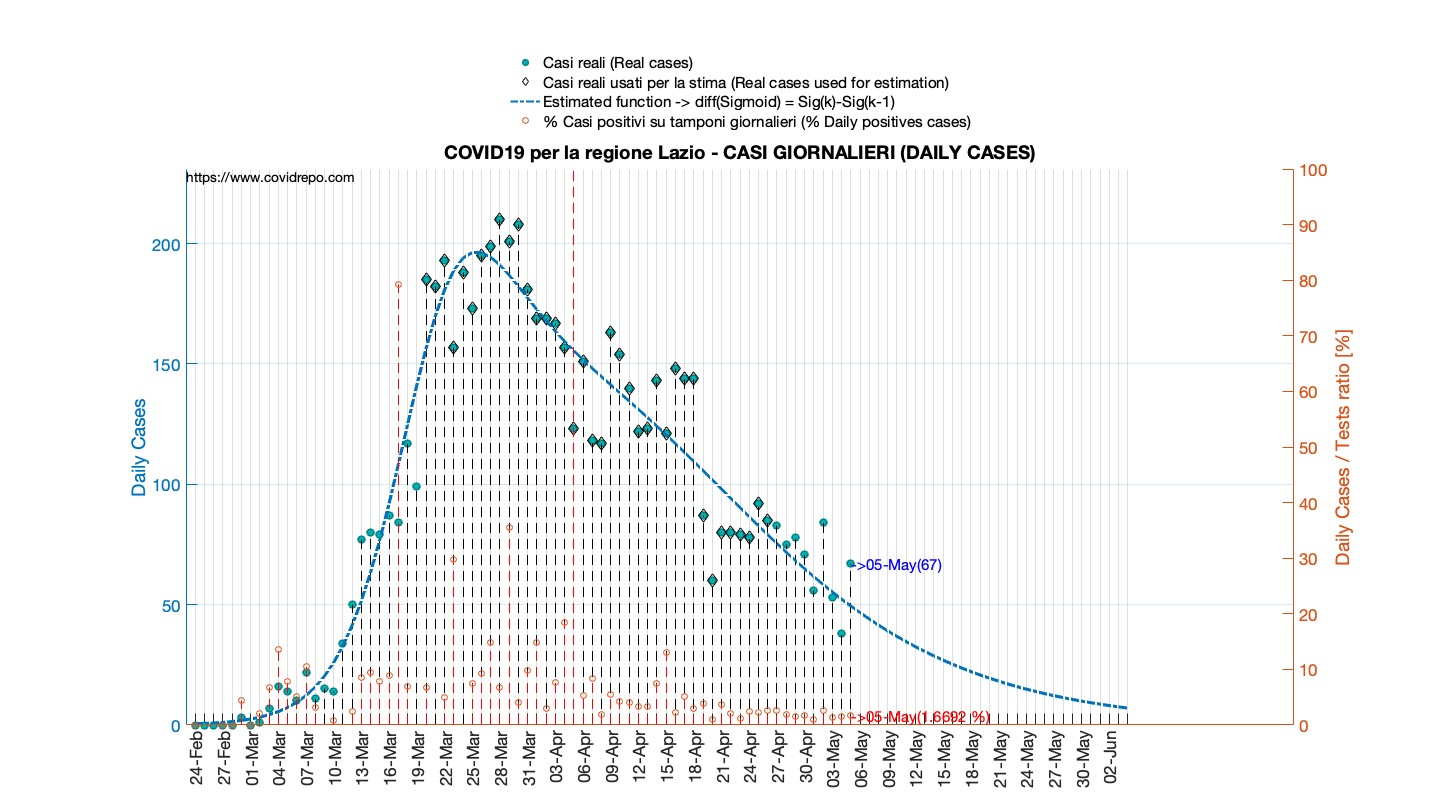 Casi reali (Real cases)
Casi reali usati per la stima (Real cases used for estimation)
Estimated function -> diff(Sigmoid) = Sig(k)-Sig(k-1)
% Casi positivi su tamponi giornalieri (% Daily positives cases)
COVID19 per la regione Lazio - CASI GIORNALIERI (DAILY CASES)
https://www.covidrepo.com
Daily Cases
200
150
100
50
0
->05-May(67)
->05-May(1.6692 %)
100
90
80
70
60
50
40
30
20
10
0
Daily Cases / Tests ratio [%]
24-Feb
27-Feb
01-Mar
04-Mar
07-Mar
10-Mar
13-Mar
16-Mar
19-Mar
22-Mar
25-Mar
28-Mar
31-Mar
03-Apr
06-Apr
09-Apr
12-Apr
15-Apr
18-Apr
21-Apr
24-Apr
27-Apr
30-Apr
03-May
06-May
09-May
12-May
15-May
18-May
21-May
24-May
27-May
30-May
02-Jun